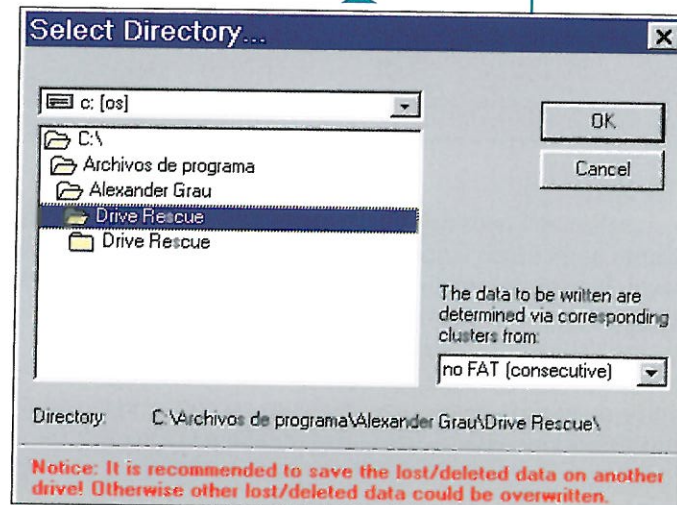 Select Directory...
c: [os]
OK
C:\
Archivos de programa
Cancel
Alexander Grau
Drive Rescue
Drive Rescue
The data to be written are
determined via corresponding
clusters from:
no FAT (consecutive)
Directory: C:\Archivos de programa\Alexander Grau\Drive Rescue\
Notice: It is recommended to save the lost/deleted data on another
drive! Otherwise other lost/deleted data could be overwritten.